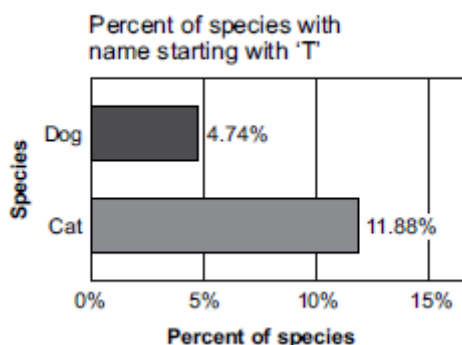 Percent of species with
name starting with ‘T’
Species
Dog
4.74%
Cat
11.88%
0%
5%
10%
15%
Percent of species